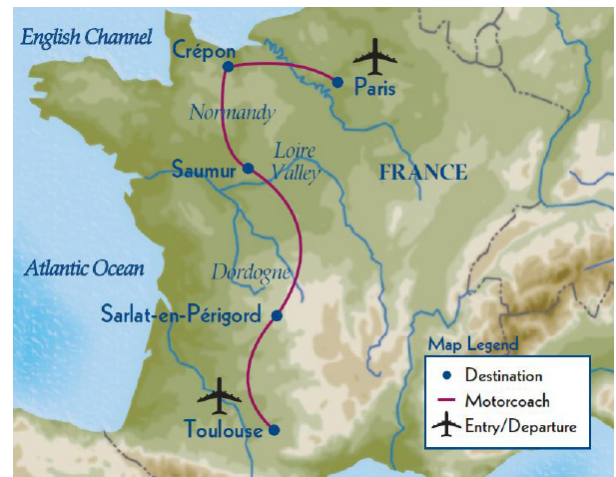 English Channel
Crépon
Paris
Normandy
Loire
Valley
Saumur
FRANCE
Atlantic Ocean
Dordogne
Sarlat-en-Périgord
Toulouse
Map Legend
Destination
Motorcoach
Entry/Departure